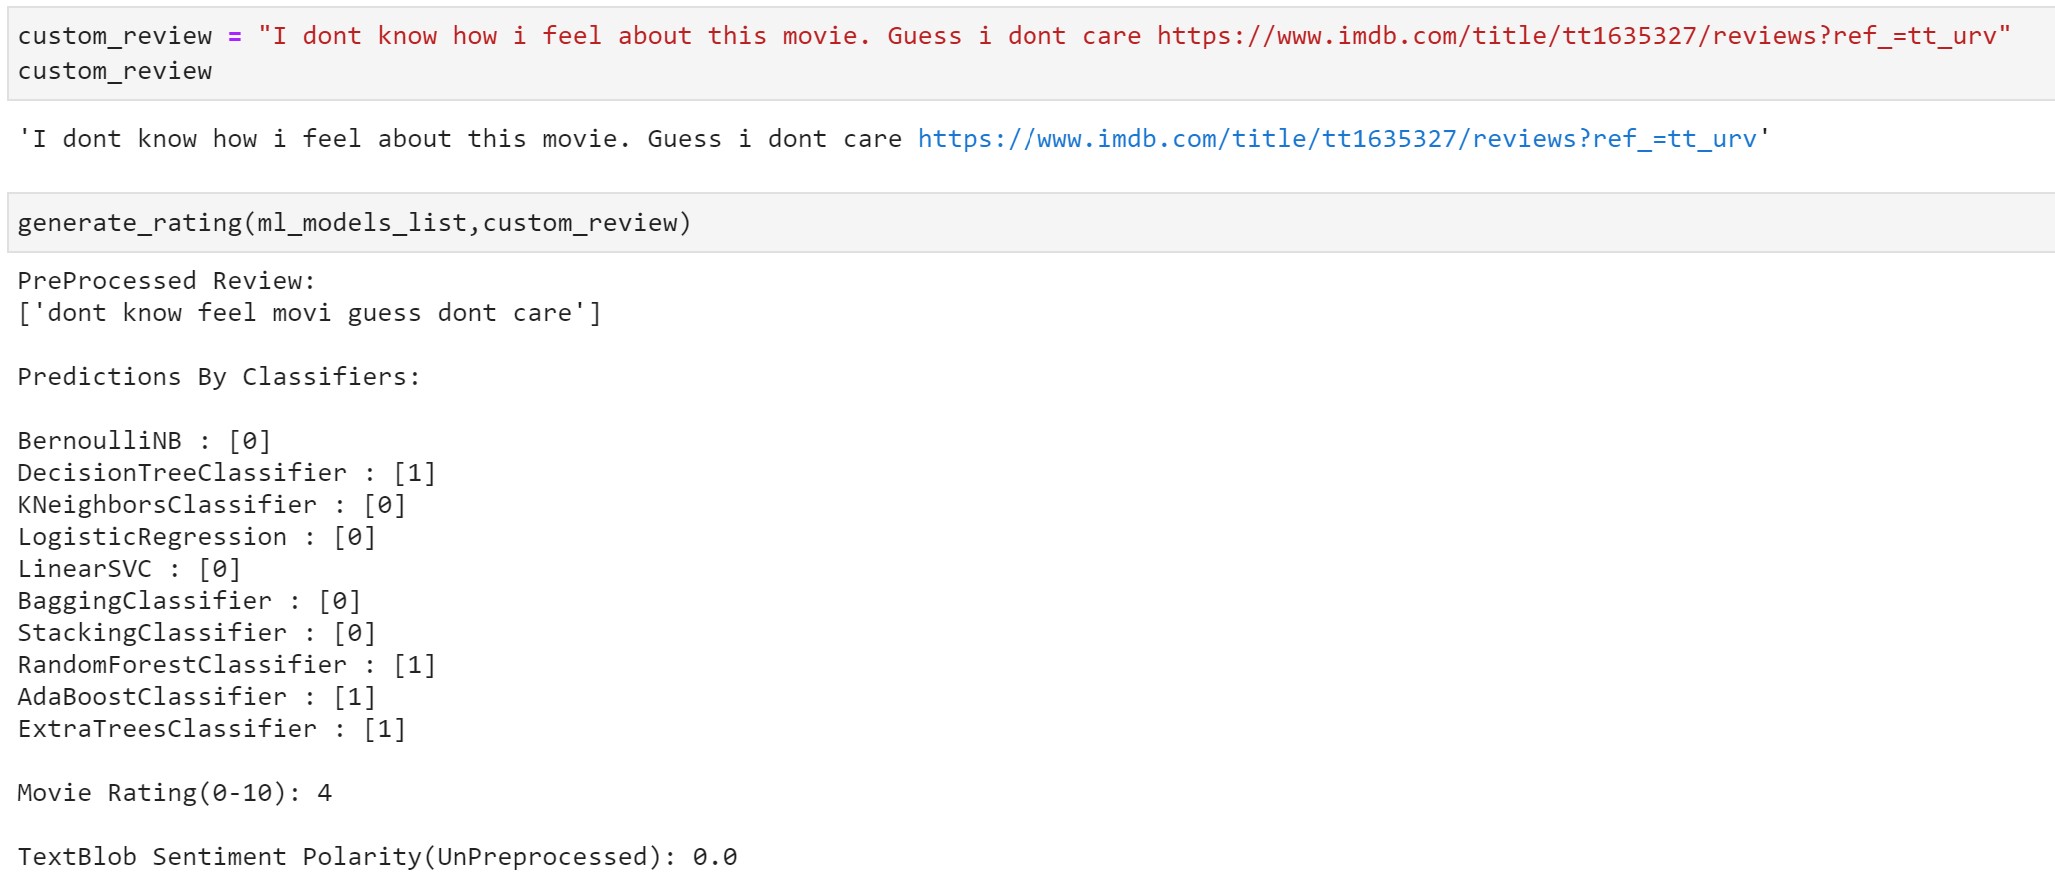 custom_review = "I dont know how i feel about this movie. Guess i dont care https://www.imdb.com/title/tt1635327/reviews?ref_=tt_urv"
custom_review
'I dont know how i feel about this movie. Guess i dont care https://www.imdb.com/title/tt1635327/reviews?ref_=tt_urv'
generate_rating(ml_models_list,custom_review)
PreProcessed Review:
['dont know feel movi guess dont care']
Predictions By Classifiers:
BernoulliNB : [0]
DecisionTreeClassifier : [1]
KNeighborsClassifier : [0]
LogisticRegression : [0]
LinearSVC : [0]
BaggingClassifier : [0]
StackingClassifier : [0]
RandomForestClassifier : [1]
AdaBoostClassifier : [1]
ExtraTreesClassifier : [1]
Movie Rating(0-10): 4
TextBlob Sentiment Polarity(UnPreprocessed): 0.0